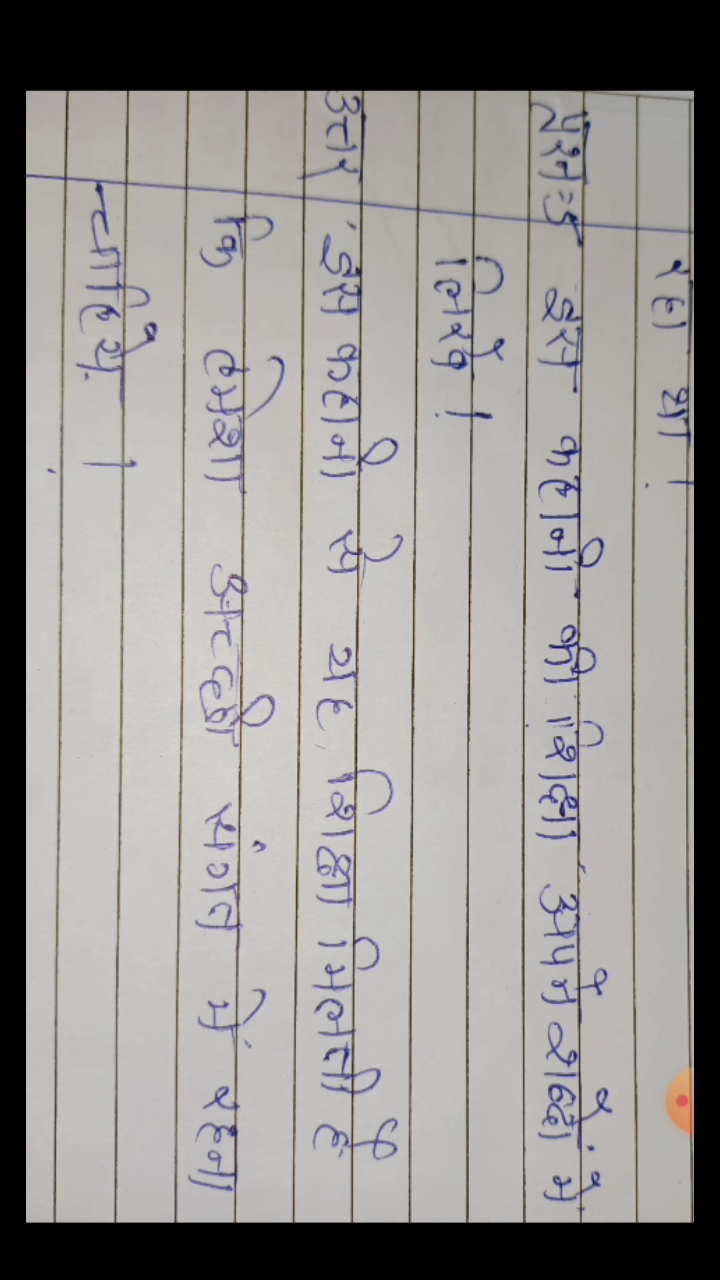 रहा था।
प्रश्न:-5 इस कहानी की शिक्षा अपने शब्दों में
लिखे।
उत्तर इस कहानी से यह शिक्षा मिलती है
कि हमेशा अच्छी संगत में रहना
चाहिये।